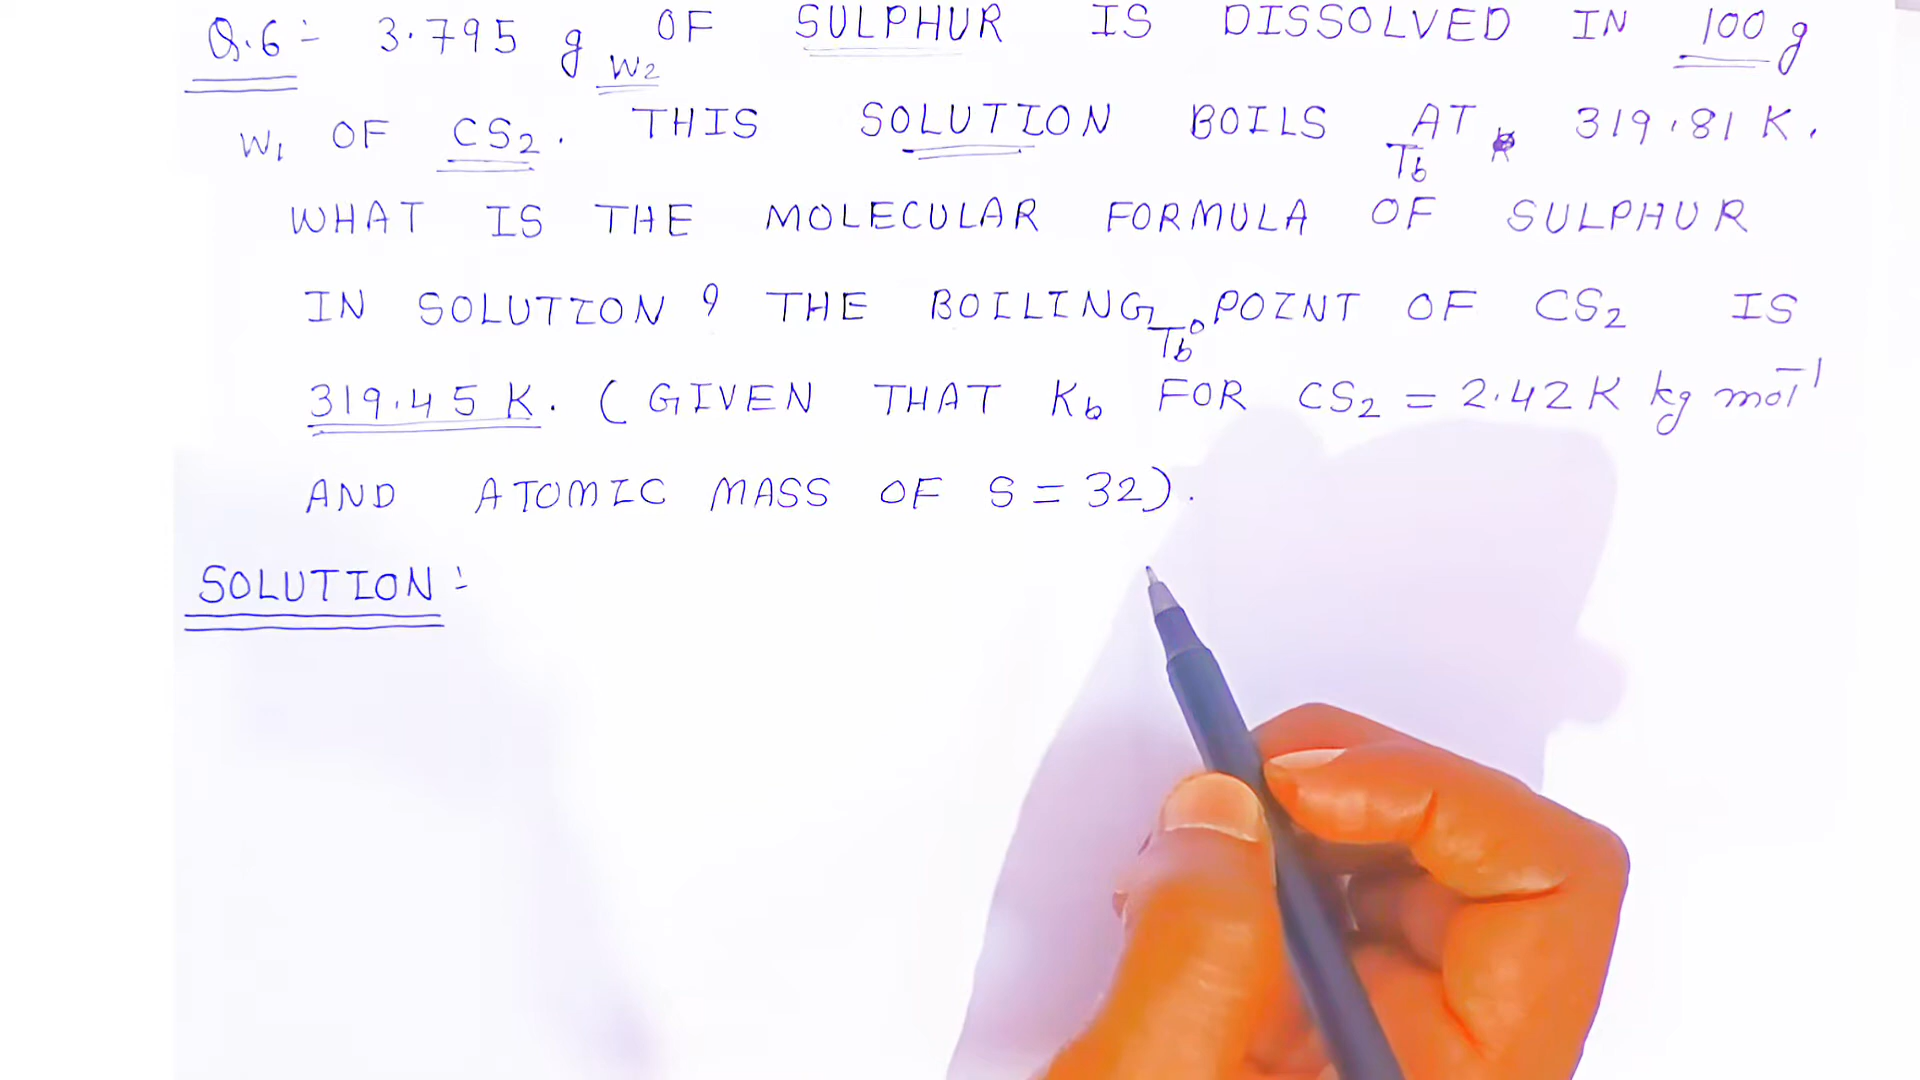 Q.6:- 3.795 g OF SULPHUR IS DISSOLVED IN 100 g
W2
W1 OF CS2. THIS SOLUTION BOILS AT 319.81 K.
Tb
WHAT IS THE MOLECULAR FORMULA OF SULPHUR
IN SOLUTION ? THE BOILING POINT OF CS2 IS
Tb°
319.45 K. (GIVEN THAT Kb FOR CS2 = 2.42 K kg mol-1
AND ATOMIC MASS OF S = 32).
SOLUTION:-